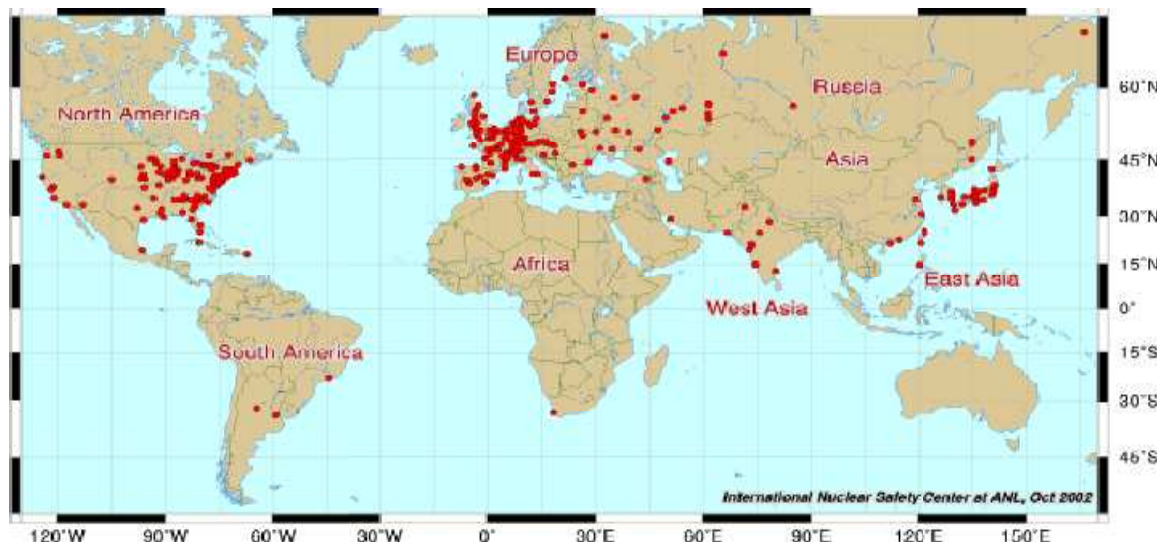 Europe
North America
Russia
60°N
Asia
45°N
30°N
Africa
15°N
East Asia
West Asia
0°
South America
15°S
30°S
45°S
International Nuclear Safety Center at ANL, Oct 2002
120°W 90°W 60°W 30°W 0° 30°E 60°E 90°E 120°E 150°E